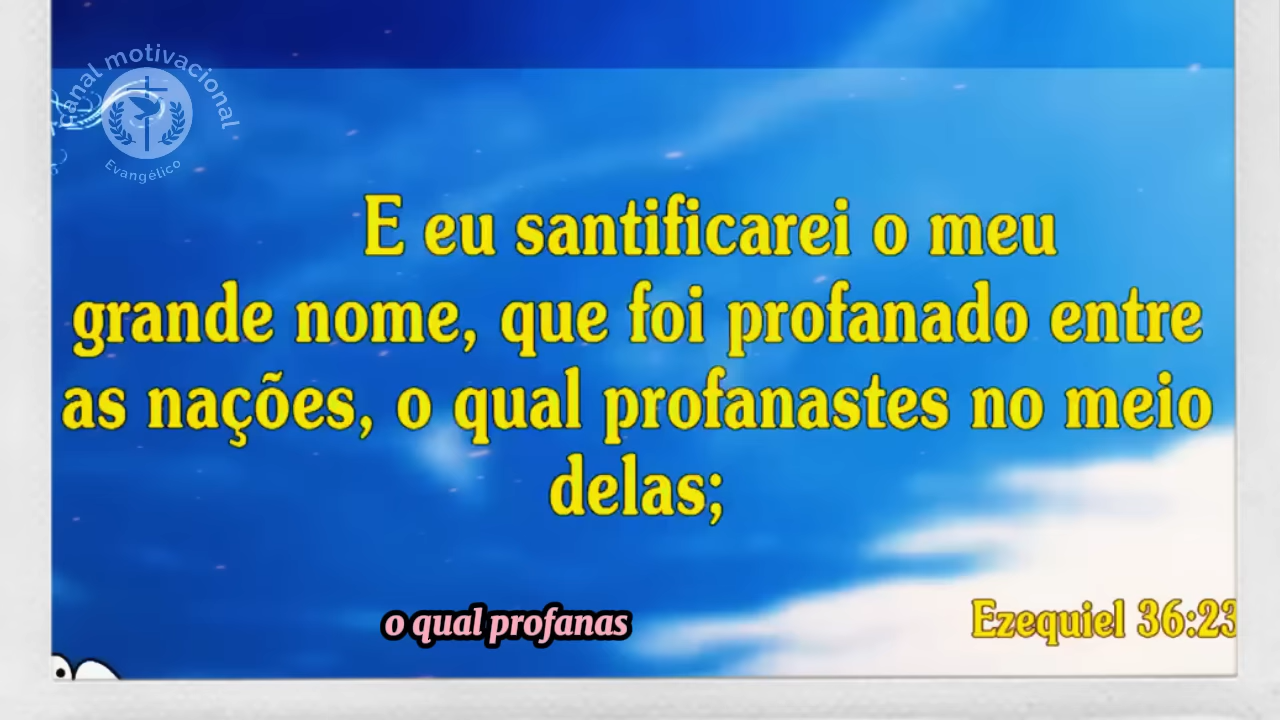 canal motivacional
Evangélico
E eu santificarei o meu
grande nome, que foi profanado entre
as nações, o qual profanastes no meio
delas;
o qual profanas
Ezequiel 36:23